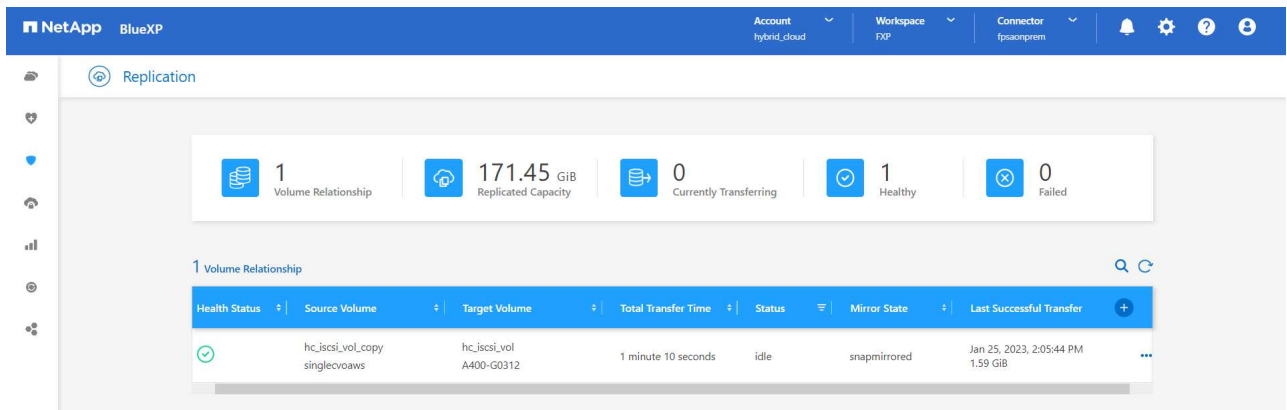 NetApp BlueXP
Account
hybrid_cloud
Workspace
FXP
Connector
fpsaonprem
Replication
1
Volume Relationship
171.45 GiB
Replicated Capacity
0
Currently Transferring
1
Healthy
0
Failed
1 Volume Relationship
Health Status Source Volume Target Volume Total Transfer Time Status Mirror State Last Successful Transfer
hc_iscsi_vol_copy
singlecvoaws
hc_iscsi_vol
A400-G0312
1 minute 10 seconds
idle
snapmirrored
Jan 25, 2023, 2:05:44 PM
1.59 GiB